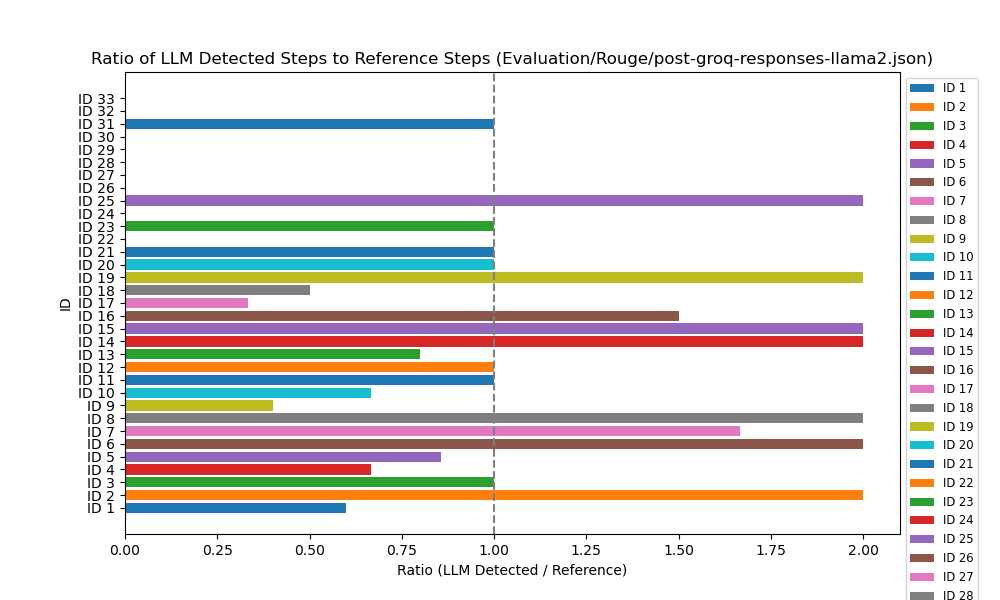 Ratio of LLM Detected Steps to Reference Steps (Evaluation/Rouge/post-groq-responses-llama2.json)
ID
ID 33
ID 32
ID 31
ID 30
ID 29
ID 28
ID 27
ID 26
ID 25
ID 24
ID 23
ID 22
ID 21
ID 20
ID 19
ID 18
ID 17
ID 16
ID 15
ID 14
ID 13
ID 12
ID 11
ID 10
ID 9
ID 8
ID 7
ID 6
ID 5
ID 4
ID 3
ID 2
ID 1
0.00 0.25 0.50 0.75 1.00 1.25 1.50 1.75 2.00
Ratio (LLM Detected / Reference)
ID 1
ID 2
ID 3
ID 4
ID 5
ID 6
ID 7
ID 8
ID 9
ID 10
ID 11
ID 12
ID 13
ID 14
ID 15
ID 16
ID 17
ID 18
ID 19
ID 20
ID 21
ID 22
ID 23
ID 24
ID 25
ID 26
ID 27
ID 28